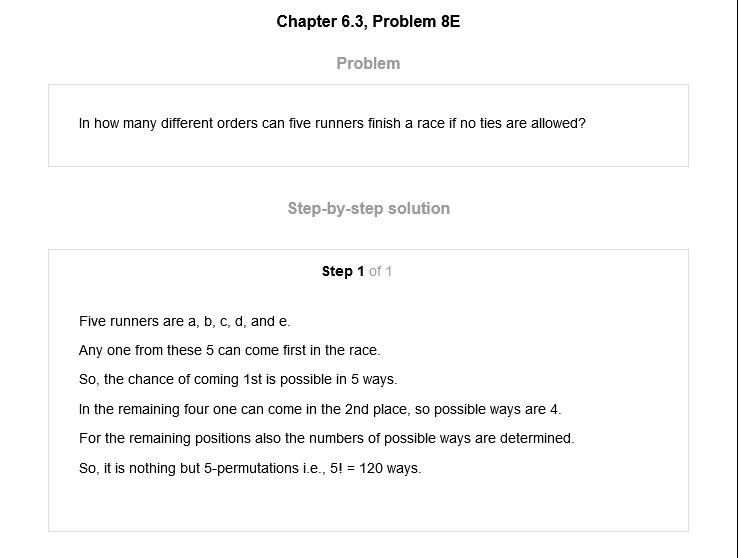 Chapter 6.3, Problem 8E
Problem
In how many different orders can five runners finish a race if no ties are allowed?
Step-by-step solution
Step 1 of 1
Five runners are a, b, c, d, and e.
Any one from these 5 can come first in the race.
So, the chance of coming 1st is possible in 5 ways.
In the remaining four one can come in the 2nd place, so possible ways are 4.
For the remaining positions also the numbers of possible ways are determined.
So, it is nothing but 5-permutations i.e., 5! = 120 ways.